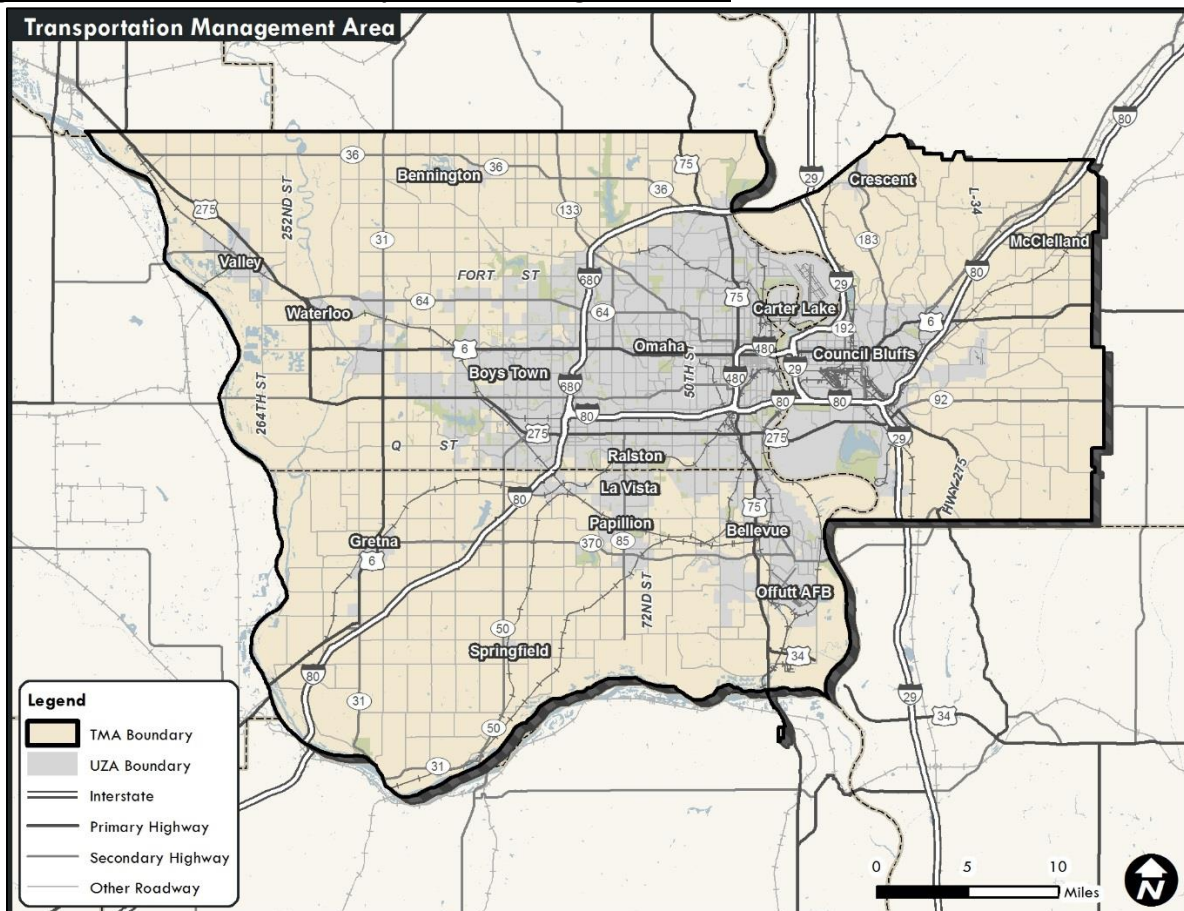 Transportation Management Area
80
29
75
36
Bennington
36
36
Crescent
L-34
275
252ND ST
133
31
183
McClelland
Valley
FORT ST
680
29
80
64
75
Carter Lake
Waterloo
64
192
6
6
Omaha
480
Council Bluffs
Boys Town
29
680
50TH ST
480
80
80
92
264TH ST
80
Q ST
275
275
29
Ralston
80
La Vista
HWY 275
75
Papillion
Bellevue
Gretna
370
85
6
72ND ST
Offutt AFB
50
Springfield
34
80
31
29
34
50
31
Legend
TMA Boundary
UZA Boundary
Interstate
Primary Highway
Secondary Highway
Other Roadway
0 5 10
Miles
N